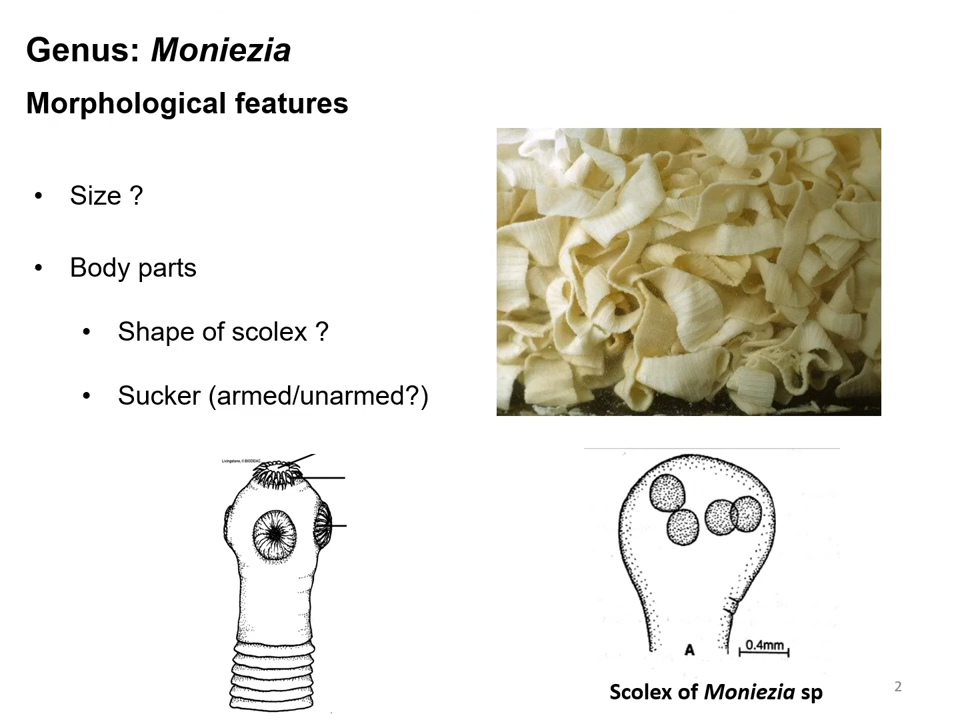 Genus: Moniezia
Morphological features
• Size ?
• Body parts
• Shape of scolex ?
• Sucker (armed/unarmed?)
A
0.4mm
Scolex of Moniezia sp
2